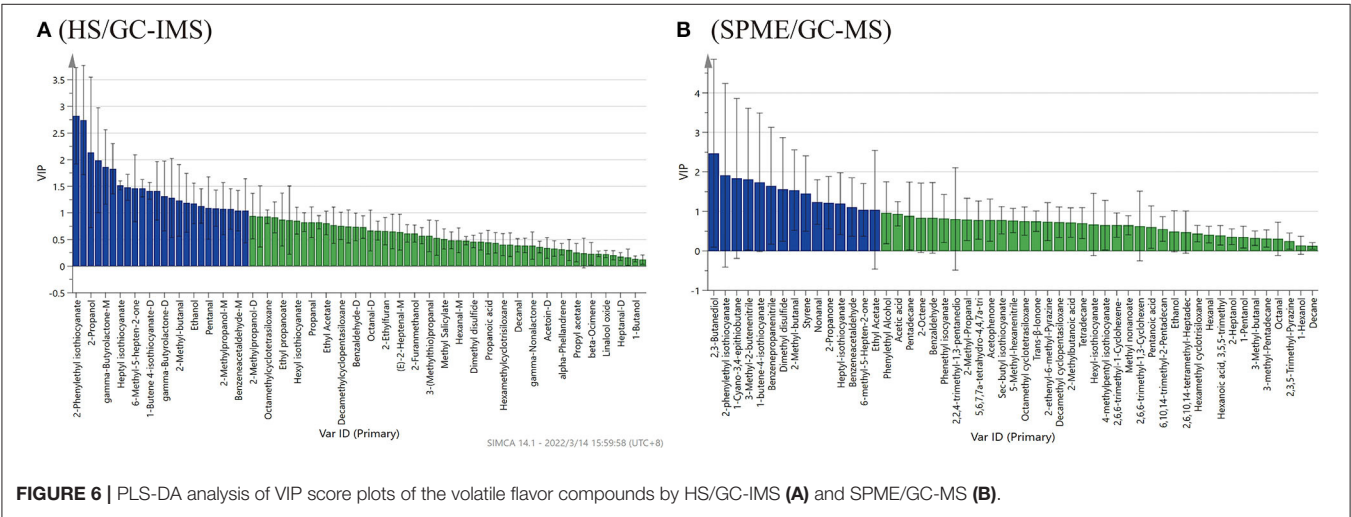 A (HS/GC-IMS)
3.5
3
2.5
2
1.5
1
0.5
0
-0.5
VIP
2-Phenylethyl isothiocyanate
2-Propanol
gamma-Butyrolactone-M
Heptyl isothiocyanate
6-Methyl-5-hepten-2-one
1-Butene 4-isothiocyanate-D
gamma-Butyrolactone-D
2-Methyl-butanal
Ethanol
Pentanal
2-Methylpropanol-M
Benzeneacetaldehyde-M
2-Methylpropanol-D
Octamethylcyclotetrasiloxane
Ethyl propanoate
Hexyl isothiocyanate
Propanal
Ethyl Acetate
Decamethylcyclopentasiloxane
Benzaldehyde-D
Octanal-D
2-Ethylfuran
(E)-2-Heptenal-M
2-Furanmethanol
3-(Methylthio)propanal
Methyl Salicylate
Hexanal-M
Dimethyl disulfide
Propanoic acid
Hexamethylcyclotrisiloxane
Decanal
gamma-Nonalactone
Acetoin-D
alpha-Phellandrene
Propyl acetate
beta-Ocimene
Linalool oxide
Heptanal-D
1-Butanol
Var ID (Primary)
SIMCA 14.1 - 2022/3/14 15:59:58 (UTC+8)
B (SPME/GC-MS)
4
3
2
1
0
-1
VIP
2,3-Butanediol
2-phenylethyl isothiocyanate
1-Cyano-3,4-epithiobutane
3-Methyl-2-butenenitrile
1-butene-4-isothiocyanate
Benzenepropanenitrile
Dimethyl disulfide
2-Methyl-butanal
Styrene
Nonanal
2-Propanone
Heptyl-isothiocyanate
Benzeneacetaldehyde
6-methyl-5-Hepten-2-one
Ethyl Acetate
Phenylethyl Alcohol
Acetic acid
Pentadecane
2-Octene
Benzaldehyde
Phenethyl isothiocyanate
2,2,4-trimethyl-1,3-pentanedio
2-Methyl-Propanal
5,6,7,7a-tetrahydro-4,4,7a-tri
Acetophenone
Sec-butyl isothiocyanate
5-Methyl-hexanenitrile
Octamethyl cyclotetrasiloxane
Trans-β-Ionone
2-ethenyl-6-methyl-Pyrazine
Decamethyl cyclopentasiloxane
2-Methylbutanoic acid
Tetradecane
Hexyl-isothiocyanate
4-methylpentyl isothiocyanate
2,6,6-trimethyl-1-Cyclohexene-
Methyl nonanoate
2,6,6-trimethyl-1,3-Cyclohexen
Pentanoic acid
6,10,14-trimethyl-2-Pentadecan
Ethanol
2,6,10,14-tetramethyl-Heptadec
Hexamethyl cyclotrisiloxane
Hexanal
Hexanoic acid, 3,5,5-trimethyl
2-Heptanol
1-Pentanol
3-Methyl-1-Butanol
3-methyl-Pentadecane
Octanal
2,3,5-Trimethyl-Pyrazine
1-Hexanol
Decane
Var ID (Primary)
FIGURE 6 | PLS-DA analysis of VIP score plots of the volatile flavor compounds by HS/GC-IMS (A) and SPME/GC-MS (B).